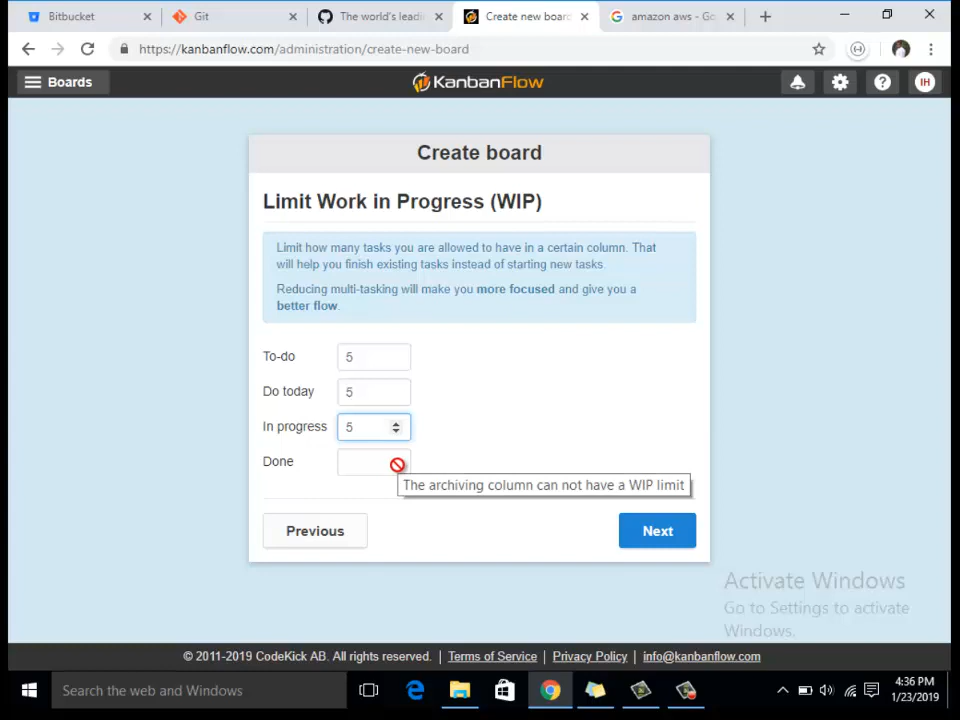 Bitbucket
Git
The world's leadi
Create new board
amazon aws - Go
https://kanbanflow.com/administration/create-new-board
Boards
KanbanFlow
IH
Create board
Limit Work in Progress (WIP)
Limit how many tasks you are allowed to have in a certain column. That
will help you finish existing tasks instead of starting new tasks.
Reducing multi-tasking will make you more focused and give you a
better flow.
To-do 5
Do today 5
In progress 5
Done
The archiving column can not have a WIP limit
Previous
Next
Activate Windows
Go to Settings to activate
Windows.
© 2011-2019 CodeKick AB. All rights reserved. | Terms of Service | Privacy Policy | info@kanbanflow.com
Search the web and Windows
4:36 PM
1/23/2019